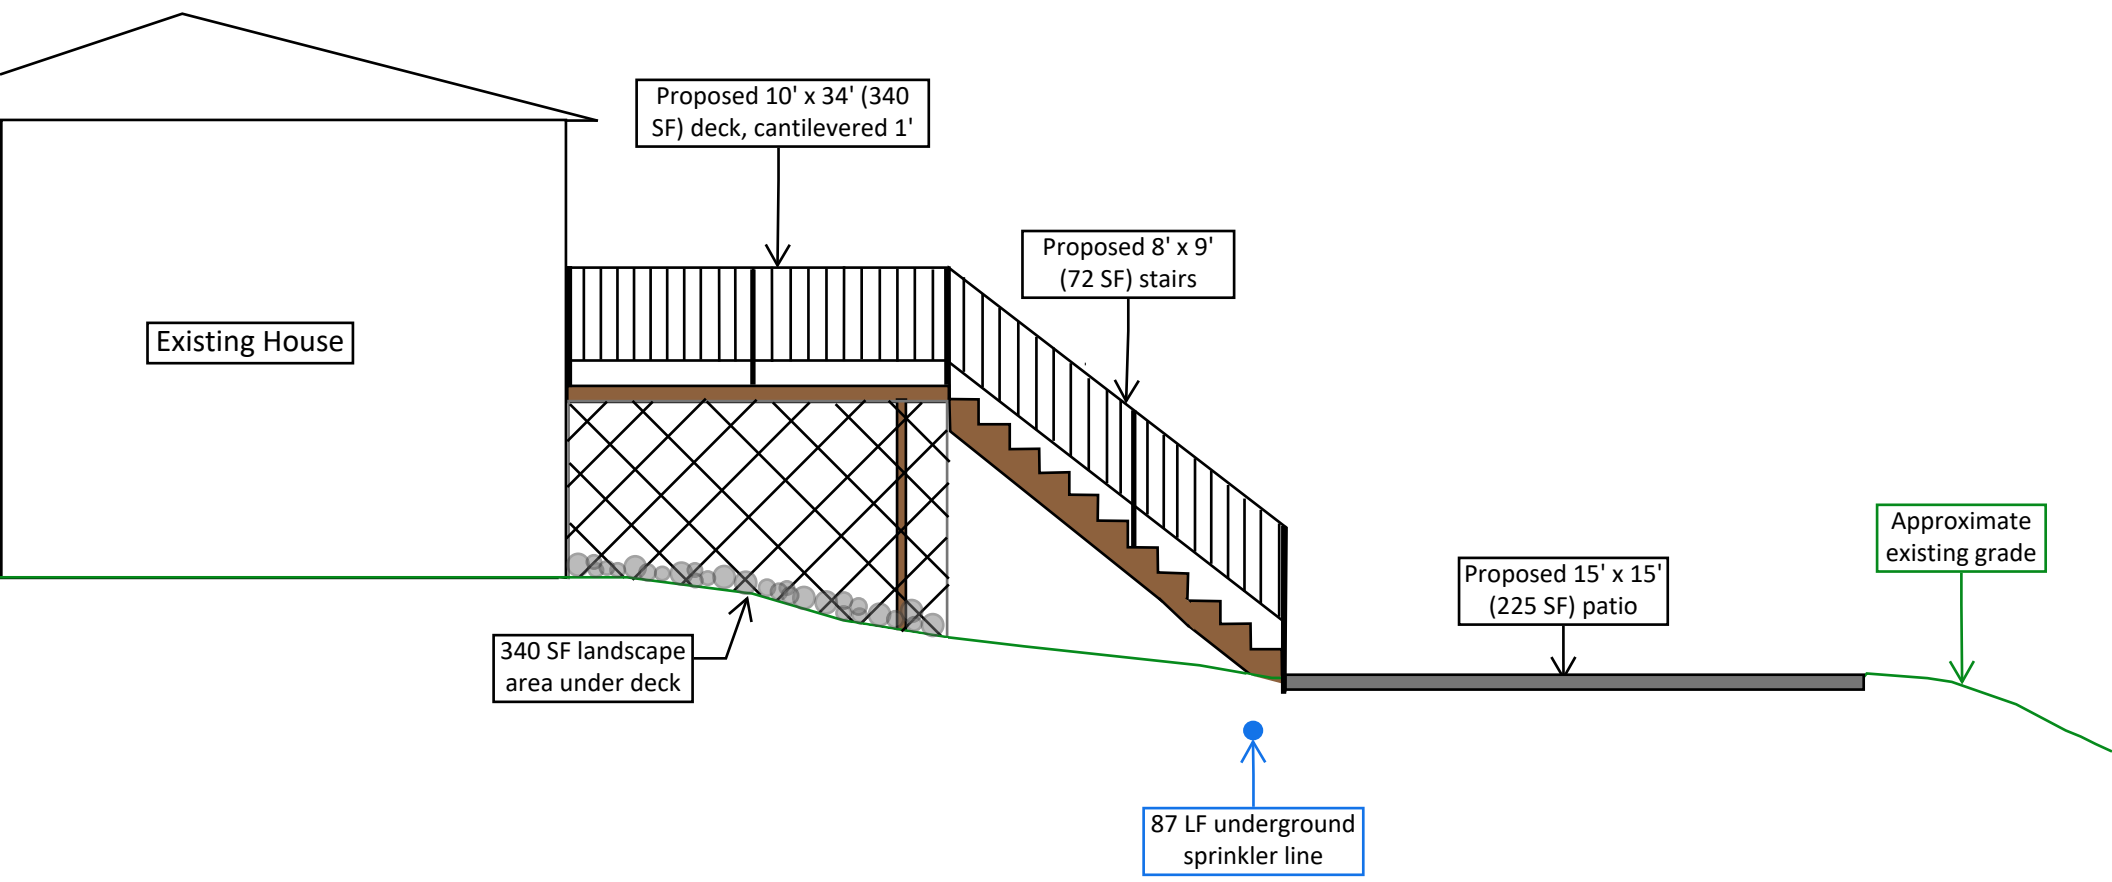 Proposed 10' x 34' (340
SF) deck, cantilevered 1'
Proposed 8' x 9'
(72 SF) stairs
Existing House
Approximate
existing grade
Proposed 15' x 15'
(225 SF) patio
340 SF landscape
area under deck
87 LF underground
sprinkler line